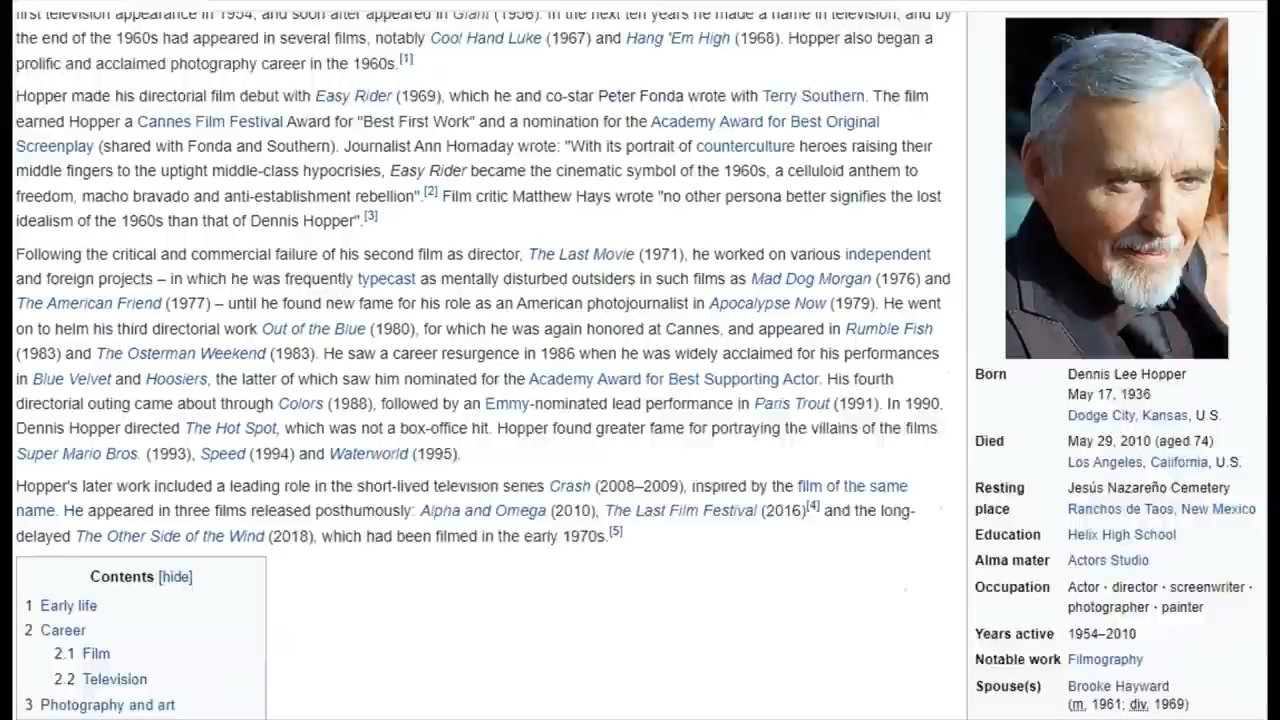 first television appearance in 1954, and soon after appeared in Giant (1956). In the next ten years he made a name in television, and by
the end of the 1960s had appeared in several films, notably Cool Hand Luke (1967) and Hang 'Em High (1968). Hopper also began a
prolific and acclaimed photography career in the 1960s.[1]
Hopper made his directorial film debut with Easy Rider (1969), which he and co-star Peter Fonda wrote with Terry Southern. The film
earned Hopper a Cannes Film Festival Award for "Best First Work" and a nomination for the Academy Award for Best Original
Screenplay (shared with Fonda and Southern). Journalist Ann Hornaday wrote: "With its portrait of counterculture heroes raising their
middle fingers to the uptight middle-class hypocrisies, Easy Rider became the cinematic symbol of the 1960s, a celluloid anthem to
freedom, macho bravado and anti-establishment rebellion".[2] Film critic Matthew Hays wrote "no other persona better signifies the lost
idealism of the 1960s than that of Dennis Hopper".[3]
Following the critical and commercial failure of his second film as director, The Last Movie (1971), he worked on various independent
and foreign projects – in which he was frequently typecast as mentally disturbed outsiders in such films as Mad Dog Morgan (1976) and
The American Friend (1977) – until he found new fame for his role as an American photojournalist in Apocalypse Now (1979). He went
on to helm his third directorial work Out of the Blue (1980), for which he was again honored at Cannes, and appeared in Rumble Fish
(1983) and The Osterman Weekend (1983). He saw a career resurgence in 1986 when he was widely acclaimed for his performances
in Blue Velvet and Hoosiers, the latter of which saw him nominated for the Academy Award for Best Supporting Actor. His fourth
directorial outing came about through Colors (1988), followed by an Emmy-nominated lead performance in Paris Trout (1991). In 1990,
Dennis Hopper directed The Hot Spot, which was not a box-office hit. Hopper found greater fame for portraying the villains of the films
Super Mario Bros. (1993), Speed (1994) and Waterworld (1995).
Hopper's later work included a leading role in the short-lived television series Crash (2008–2009), inspired by the film of the same
name. He appeared in three films released posthumously: Alpha and Omega (2010), The Last Film Festival (2016)[4] and the long-
delayed The Other Side of the Wind (2018), which had been filmed in the early 1970s.[5]
Contents [hide]
1 Early life
2 Career
2.1 Film
2.2 Television
3 Photography and art
Born Dennis Lee Hopper
May 17, 1936
Dodge City, Kansas, U.S.
Died May 29, 2010 (aged 74)
Los Angeles, California, U.S.
Resting Jesús Nazareño Cemetery
place Ranchos de Taos, New Mexico
Education Helix High School
Alma mater Actors Studio
Occupation Actor · director · screenwriter ·
photographer · painter
Years active 1954–2010
Notable work Filmography
Spouse(s) Brooke Hayward
(m. 1961; div. 1969)